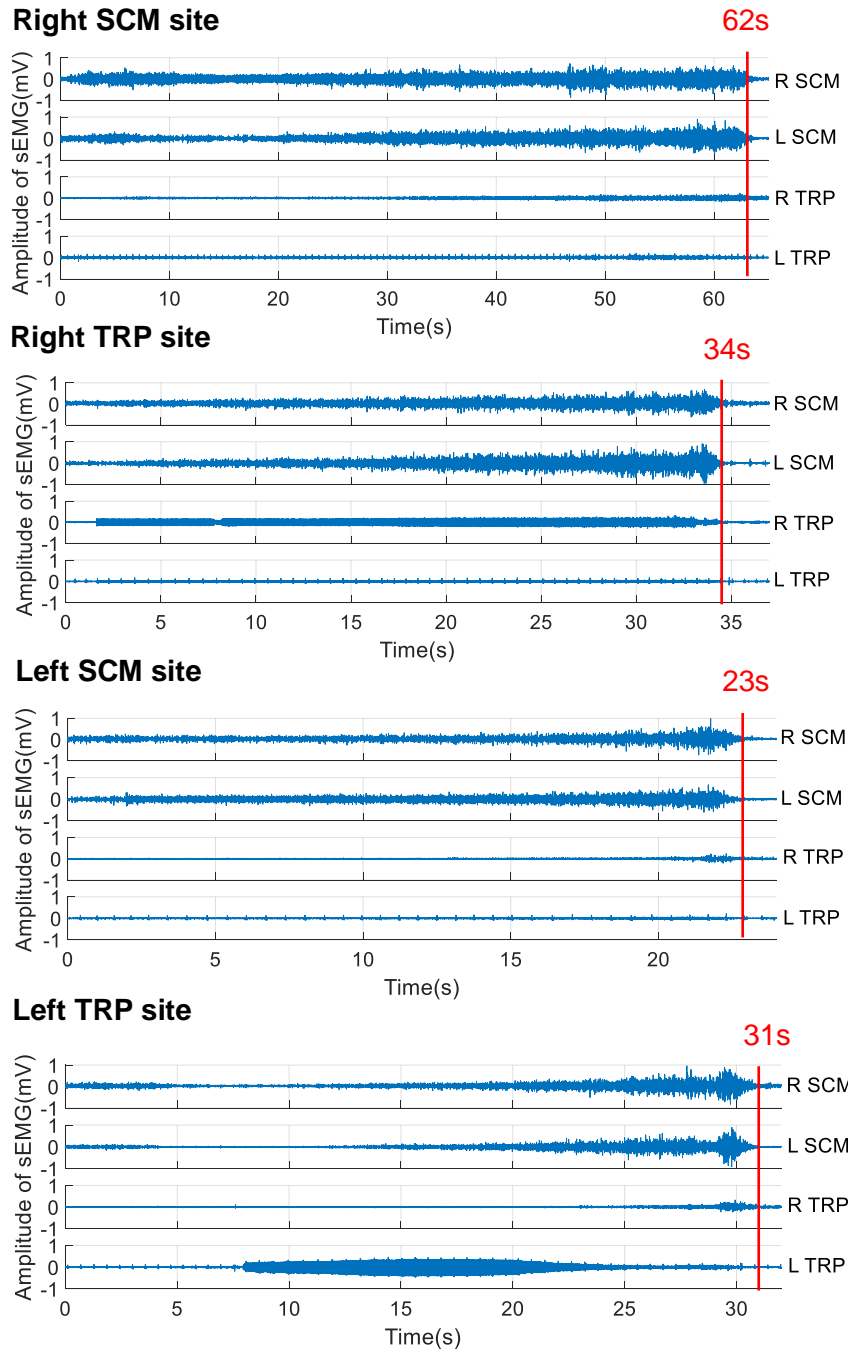 Right SCM site
62s
Amplitude of sEMG(mV)
1
0
-1
R SCM
1
0
-1
L SCM
1
0
-1
R TRP
1
0
-1
L TRP
0 10 20 30 40 50 60
Time(s)
Right TRP site
34s
Amplitude of sEMG(mV)
1
0
-1
R SCM
1
0
-1
L SCM
1
0
-1
R TRP
1
0
-1
L TRP
0 5 10 15 20 25 30 35
Time(s)
Left SCM site
23s
Amplitude of sEMG(mV)
1
0
-1
R SCM
1
0
-1
L SCM
1
0
-1
R TRP
1
0
-1
L TRP
0 5 10 15 20
Time(s)
Left TRP site
31s
Amplitude of sEMG(mV)
1
0
-1
R SCM
1
0
-1
L SCM
1
0
-1
R TRP
1
0
-1
L TRP
0 5 10 15 20 25 30
Time(s)